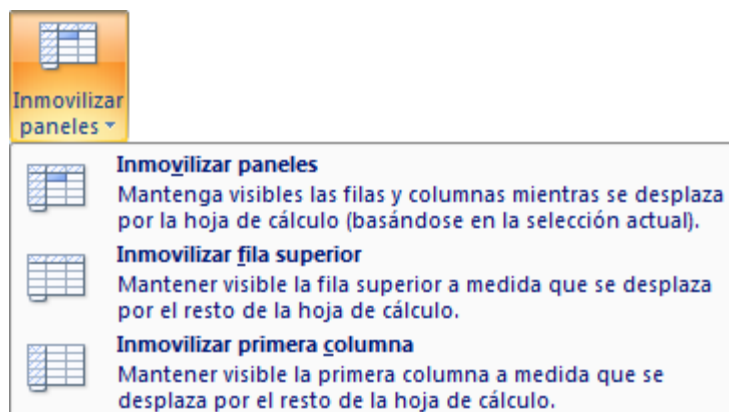 Inmovilizar
paneles
Inmovilizar paneles
Mantenga visibles las filas y columnas mientras se desplaza
por la hoja de cálculo (basándose en la selección actual).
Inmovilizar fila superior
Mantener visible la fila superior a medida que se desplaza
por el resto de la hoja de cálculo.
Inmovilizar primera columna
Mantener visible la primera columna a medida que se
desplaza por el resto de la hoja de cálculo.